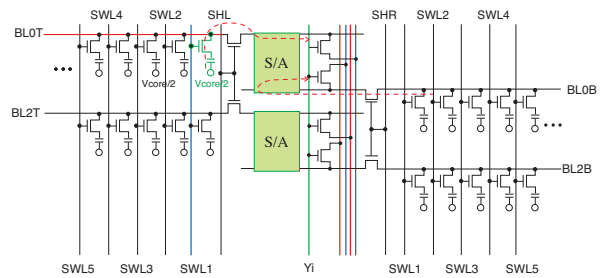 SWL4 SWL2 SHL SHR SWL2 SWL4
BL0T
S/A
Vcore/2 Vcore/2
BL0B
BL2T
S/A
BL2B
SWL5 SWL3 SWL1 Yi SWL1 SWL3 SWL5